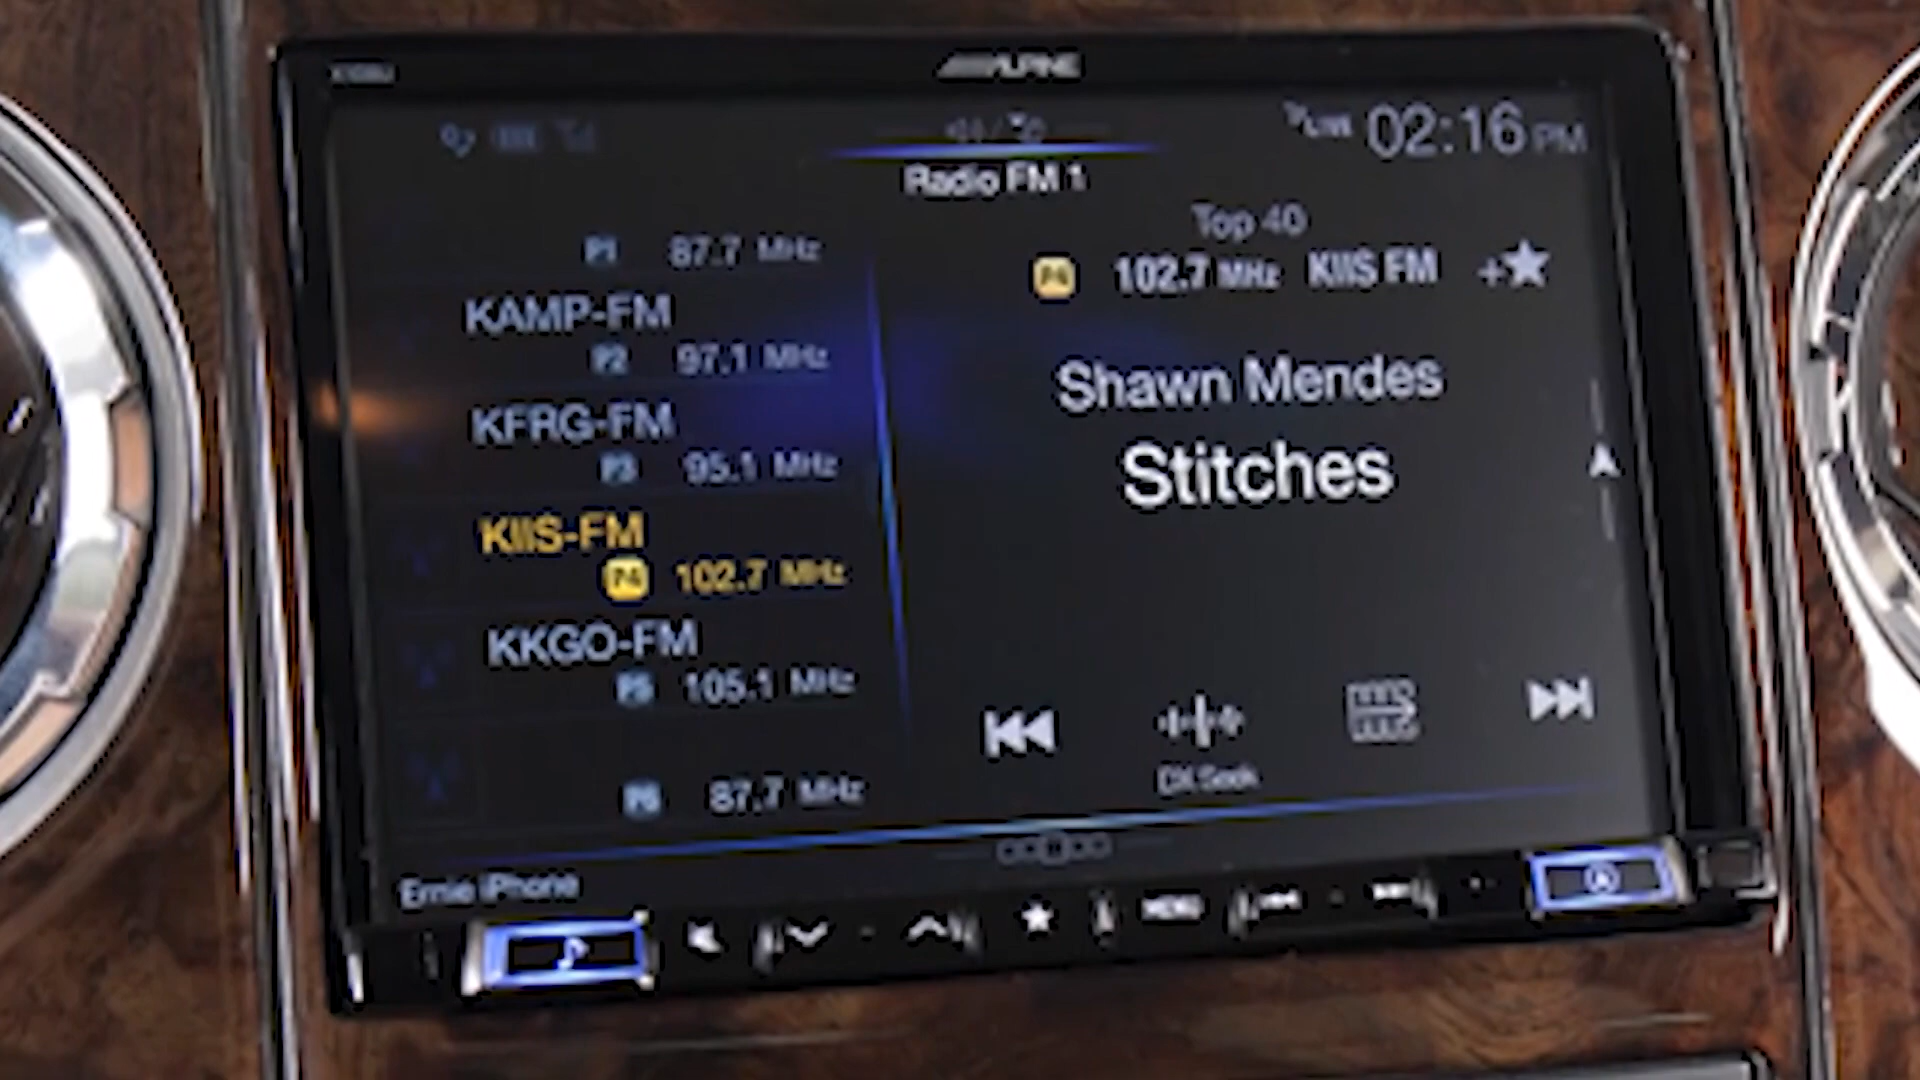 ALPINE
02:16 PM
Radio FM 1
P1 87.7 MHz
KAMP-FM
P2 97.1 MHz
KFRG-FM
P3 95.1 MHz
KIIS-FM
P4 102.7 MHz
KKGO-FM
P5 105.1 MHz
P6 87.7 MHz
Top 40
P4 102.7 MHz KIIS FM
Shawn Mendes
Stitches
DX Seek
Ernie iPhone
MENU